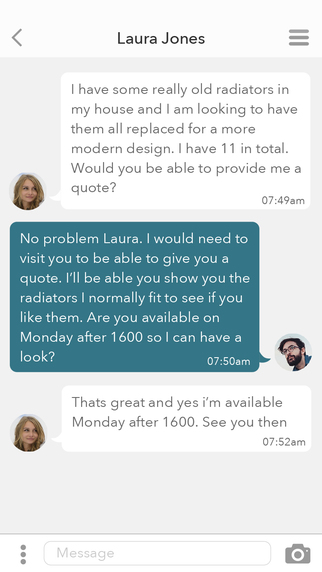 Laura Jones
I have some really old radiators in
my house and I am looking to have
them all replaced for a more
modern design. I have 11 in total.
Would you be able to provide me a
quote?
07:49am
No problem Laura. I would need to
visit you to be able to give you a
quote. I'll be able you show you the
radiators I normally fit to see if you
like them. Are you available on
Monday after 1600 so I can have a
look?
07:50am
Thats great and yes i'm available
Monday after 1600. See you then
07:52am
Message